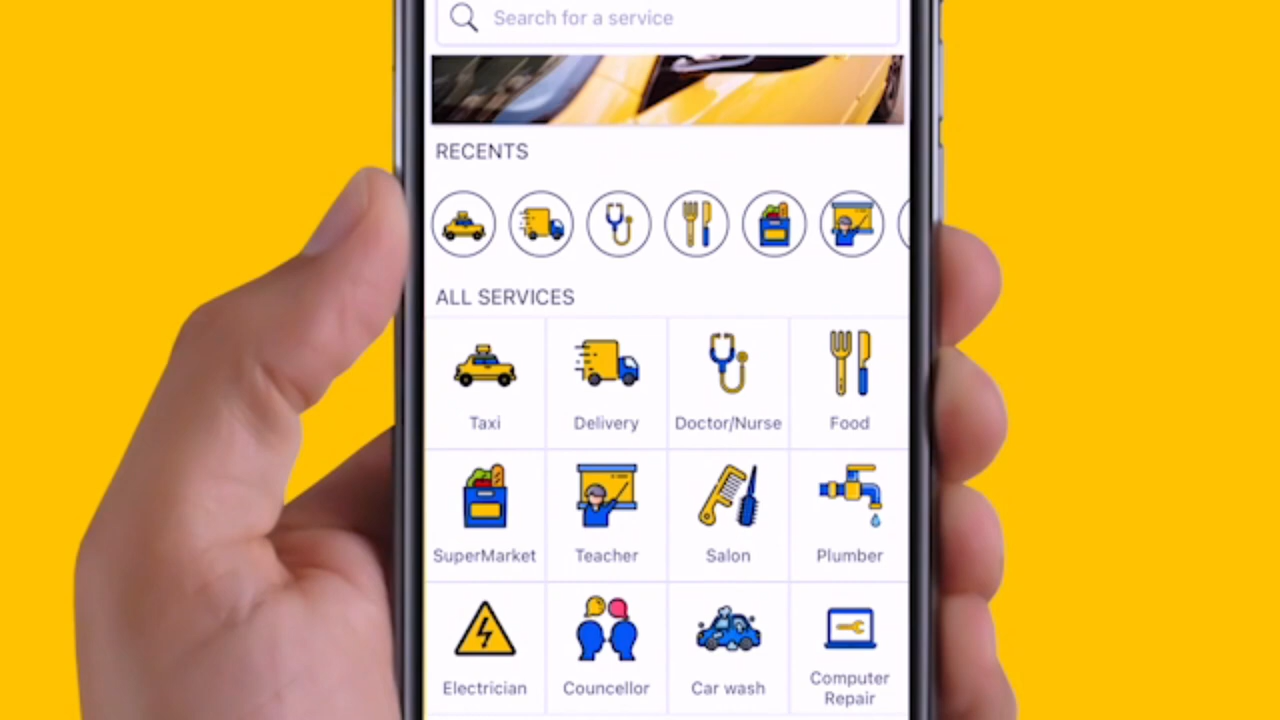 Search for a service
RECENTS
ALL SERVICES
Taxi
Delivery
Doctor/Nurse
Food
SuperMarket
Teacher
Salon
Plumber
Electrician
Councellor
Car wash
Computer
Repair